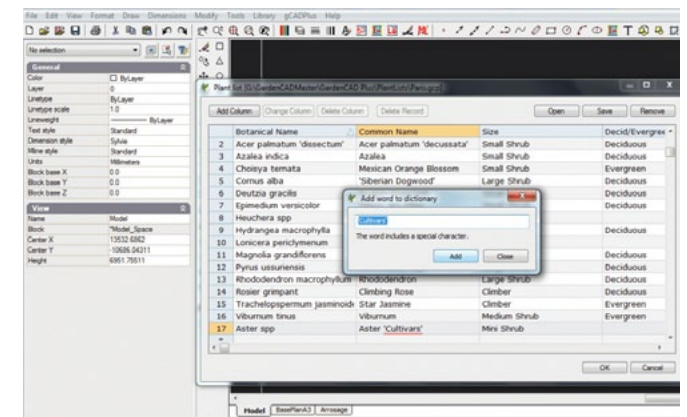 File Edit View Format Draw Dimensions Modify Tools Library gCADPlus Help
No selection
General
Color ByLayer
Layer 0
Linetype ByLayer
Linetype scale 1.0
Lineweight ByLayer
Text style Standard
Dimension style Sylvie
Mline style Standard
Units Millimeters
Block base X 0.0
Block base Y 0.0
Block base Z 0.0
View
Name Model
Block *Model_Space
Center X 13532.6862
Center Y -10686.04311
Height 6951.75511
Plant list [G:\GardenCADMaster\GardenCAD Plus\PlantLists\Paris.gcp]
Add Column Change Column Delete Column Delete Record Open Save Remove
Botanical Name Common Name Size Decid/Evergree
2 Acer palmatum 'dissectum' Acer palmatum 'decussata' Small Shrub Deciduous
3 Azalea indica Azalea Small Shrub Deciduous
4 Choisya ternata Mexican Orange Blossom Small Shrub Evergreen
5 Cornus alba 'Siberian Dogwood' Large Shrub Deciduous
6 Deutzia gracilis Deciduous
7 Epimedium versicolor Deciduous
8 Heuchera spp
9 Hydrangea macrophylla Deciduous
10 Lonicera periclymenum
11 Magnolia grandiflorens Deciduous
12 Pyrus ussuriensis Deciduous
13 Rhododendron macrophyllum Rhododendron Large Shrub Deciduous
14 Rosier grimpant Climbing Rose Climber Deciduous
15 Trachelopspermum jasminoide Star Jasmine Climber Evergreen
16 Viburnum tinus Viburnum Medium Shrub Evergreen
17 Aster spp Aster 'Cultivars' Mini Shrub
Add word to dictionary
'Cultivars'
The word includes a special character.
Add Close
OK Cancel
Model BasePlanA3 Arrosage